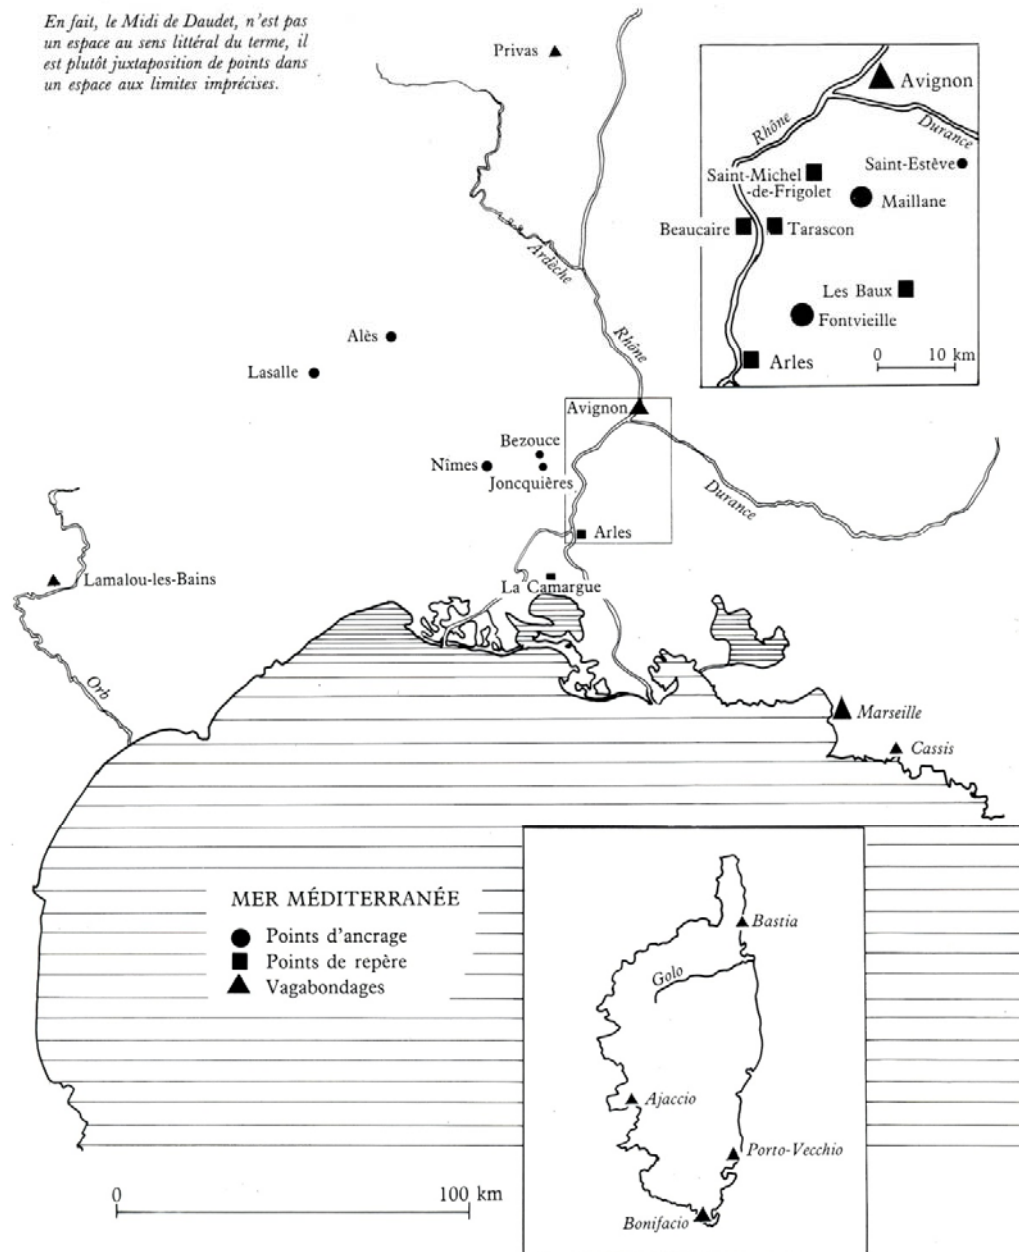 En fait, le Midi de Daudet, n'est pas
un espace au sens littéral du terme, il
est plutôt juxtaposition de points dans
un espace aux limites imprécises.
Privas
Avignon
Rhône
Durance
Saint-Estève
Saint-Michel
-de-Frigolet
Maillane
Beaucaire
Tarascon
Les Baux
Fontvieille
Arles
0 10 km
Ardèche
Rhône
Alès
Lasalle
Avignon
Bezouce
Nîmes
Joncquières
Durance
Arles
La Camargue
Lamalou-les-Bains
Orb
Marseille
Cassis
MER MÉDITERRANÉE
Points d'ancrage
Points de repère
Vagabondages
Bastia
Golo
Ajaccio
Porto-Vecchio
Bonifacio
0 100 km